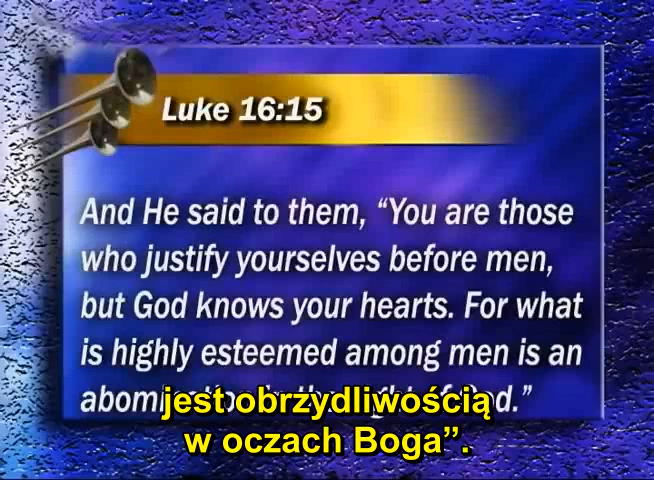 Luke 16:15
And He said to them, “You are those
who justify yourselves before men,
but God knows your hearts. For what
is highly esteemed among men is an
jest obrzydliwością
w oczach Boga”.